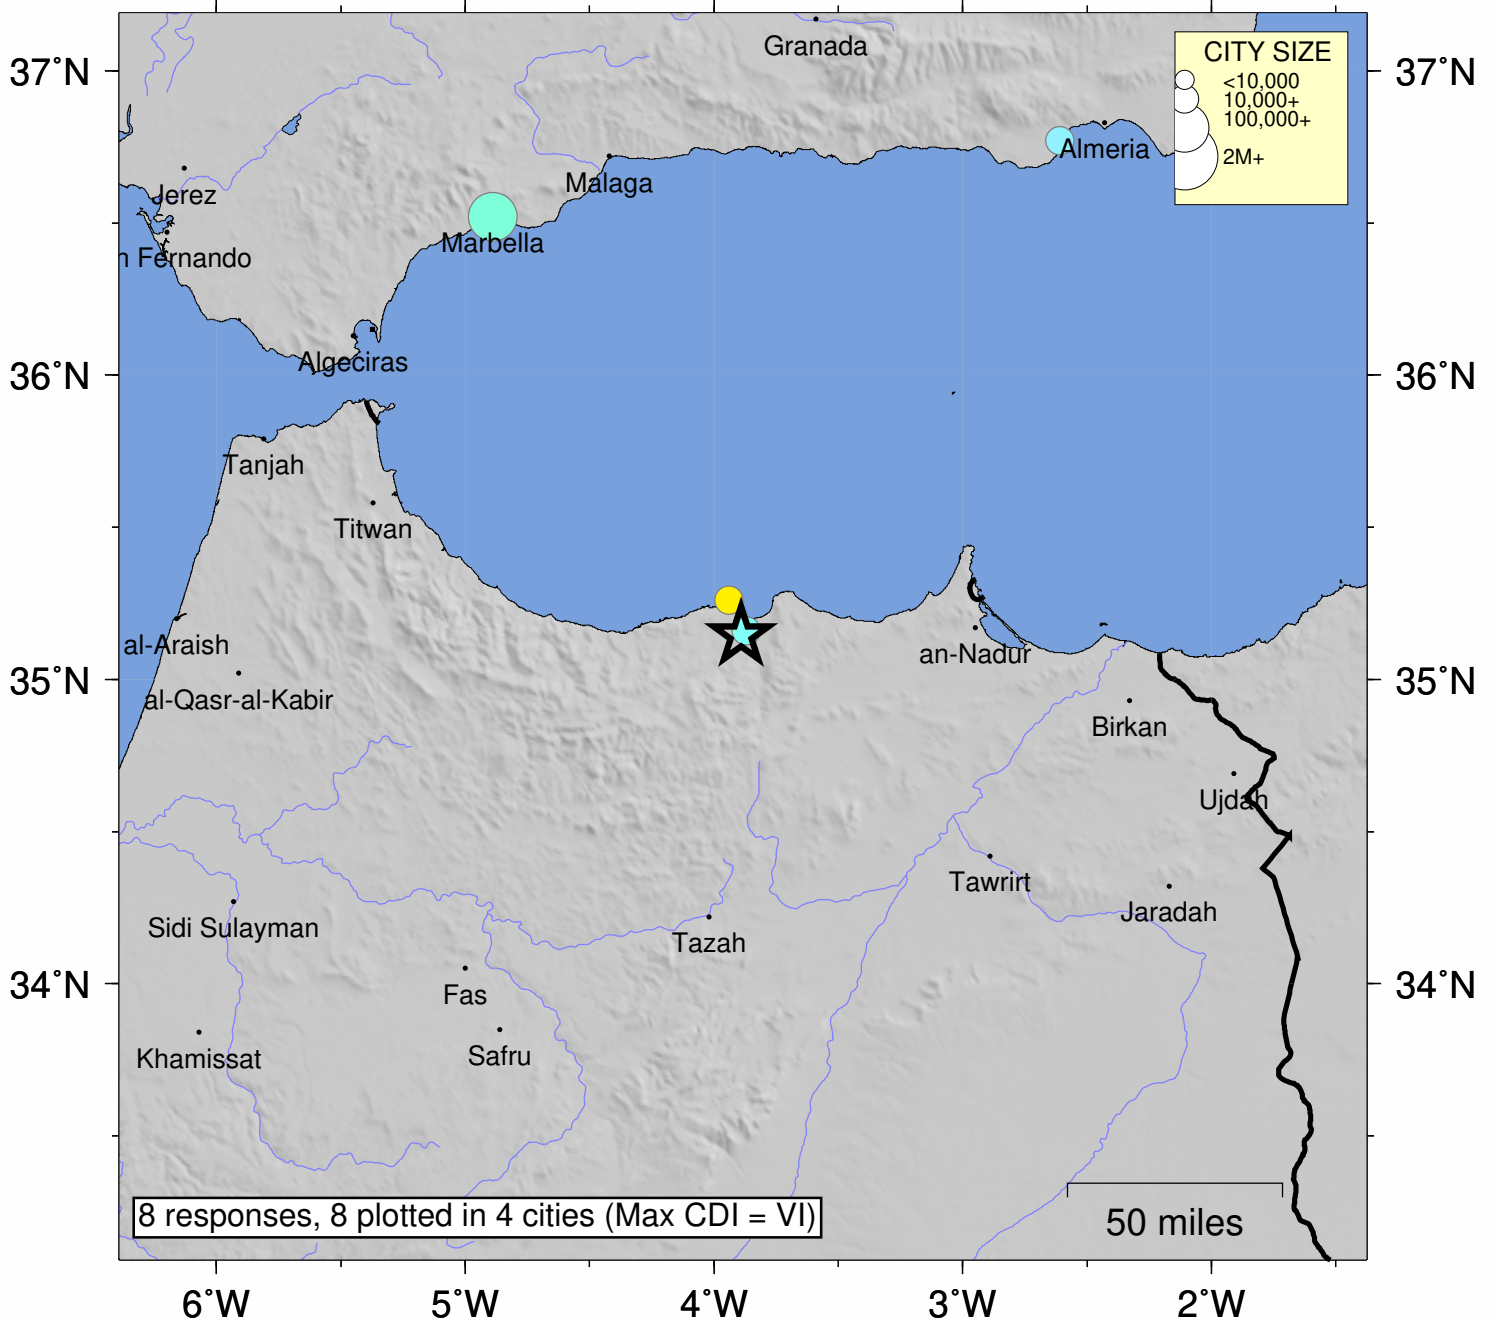 Granada
CITY SIZE
<10,000
10,000+
100,000+
2M+
37°N
37°N
Almeria
Malaga
Jerez
Marbella
n Fernando
Algeciras
36°N
36°N
Tanjah
Titwan
al-Araish
an-Nadur
35°N
35°N
al-Qasr-al-Kabir
Birkan
Ujdah
Tawrirt
Jaradah
Sidi Sulayman
Tazah
34°N
34°N
Fas
Khamissat
Safru
8 responses, 8 plotted in 4 cities (Max CDI = VI)
50 miles
6°W
5°W
4°W
3°W
2°W